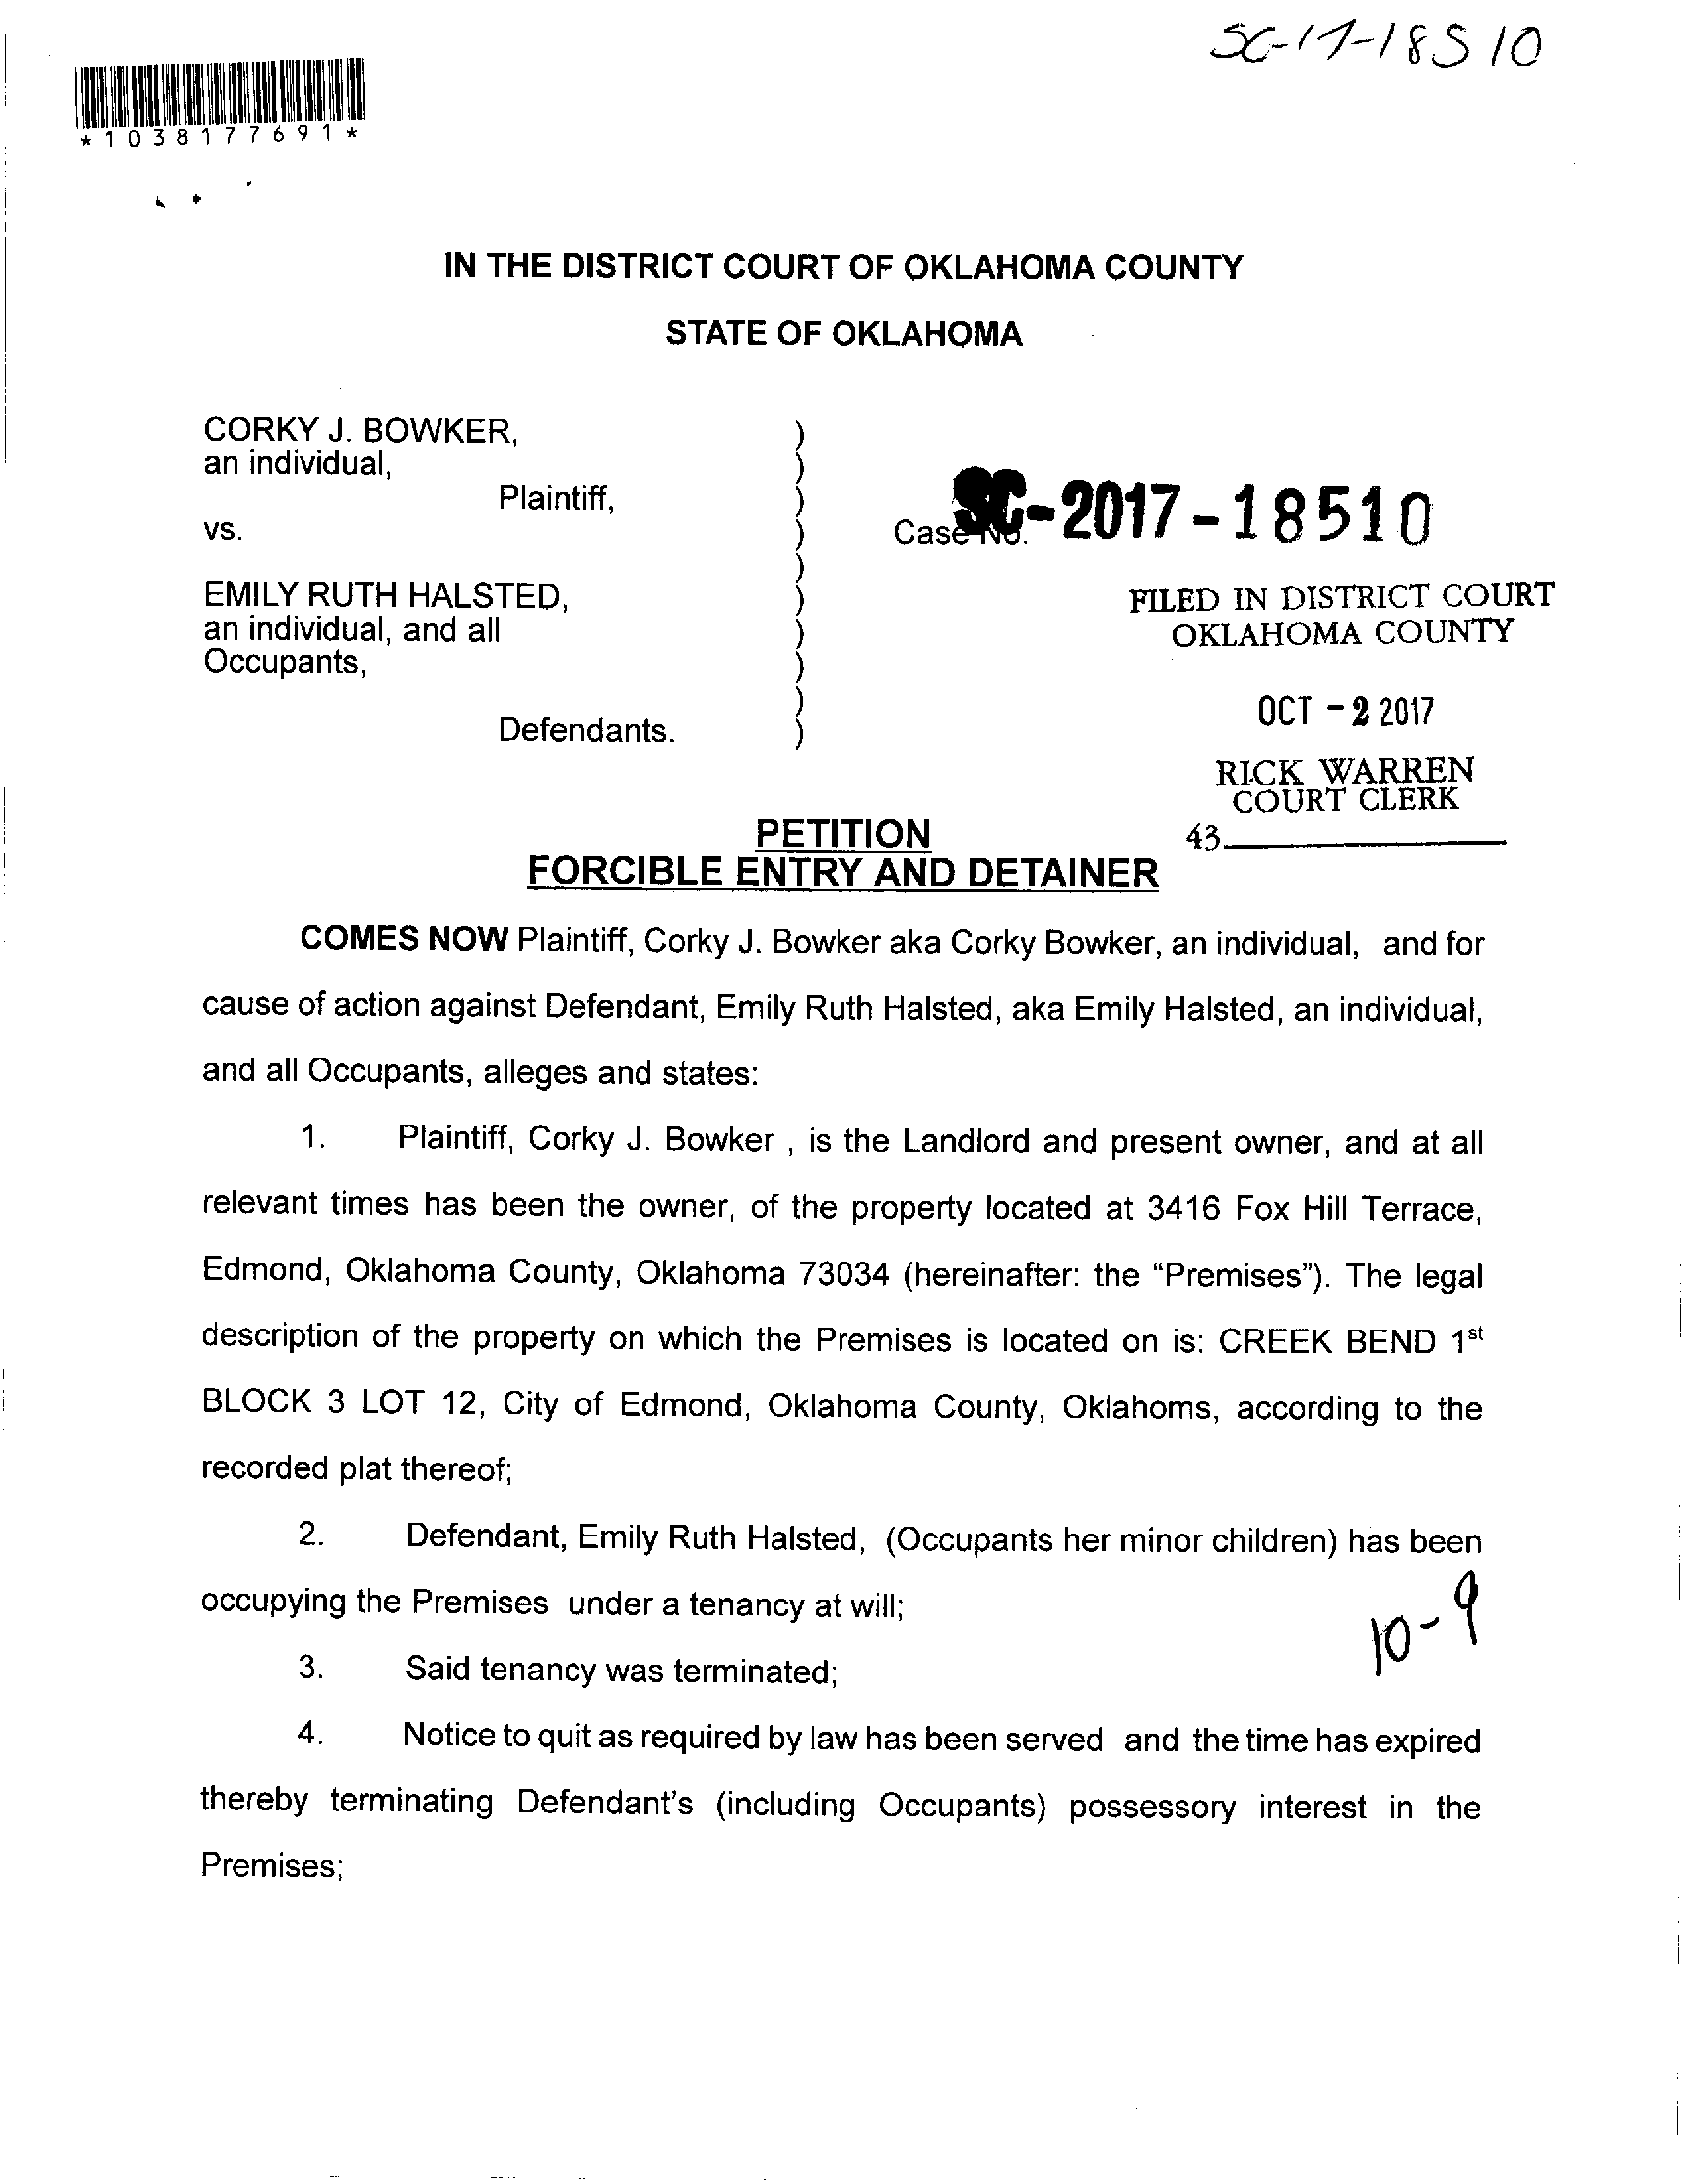 SC-17-18510
*1038177691*
IN THE DISTRICT COURT OF OKLAHOMA COUNTY
STATE OF OKLAHOMA
CORKY J. BOWKER,
an individual,
Plaintiff,
vs.
Case No. SC-2017-18510
EMILY RUTH HALSTED,
an individual, and all
Occupants,
Defendants.
FILED IN DISTRICT COURT
OKLAHOMA COUNTY
OCT -2 2017
RICK WARREN
COURT CLERK
43
PETITION
FORCIBLE ENTRY AND DETAINER
COMES NOW Plaintiff, Corky J. Bowker aka Corky Bowker, an individual, and for
cause of action against Defendant, Emily Ruth Halsted, aka Emily Halsted, an individual,
and all Occupants, alleges and states:
1. Plaintiff, Corky J. Bowker , is the Landlord and present owner, and at all
relevant times has been the owner, of the property located at 3416 Fox Hill Terrace,
Edmond, Oklahoma County, Oklahoma 73034 (hereinafter: the “Premises”). The legal
description of the property on which the Premises is located on is: CREEK BEND 1st
BLOCK 3 LOT 12, City of Edmond, Oklahoma County, Oklahoms, according to the
recorded plat thereof;
2. Defendant, Emily Ruth Halsted, (Occupants her minor children) has been
occupying the Premises under a tenancy at will;
10-9
3. Said tenancy was terminated;
4. Notice to quit as required by law has been served and the time has expired
thereby terminating Defendant's (including Occupants) possessory interest in the
Premises;